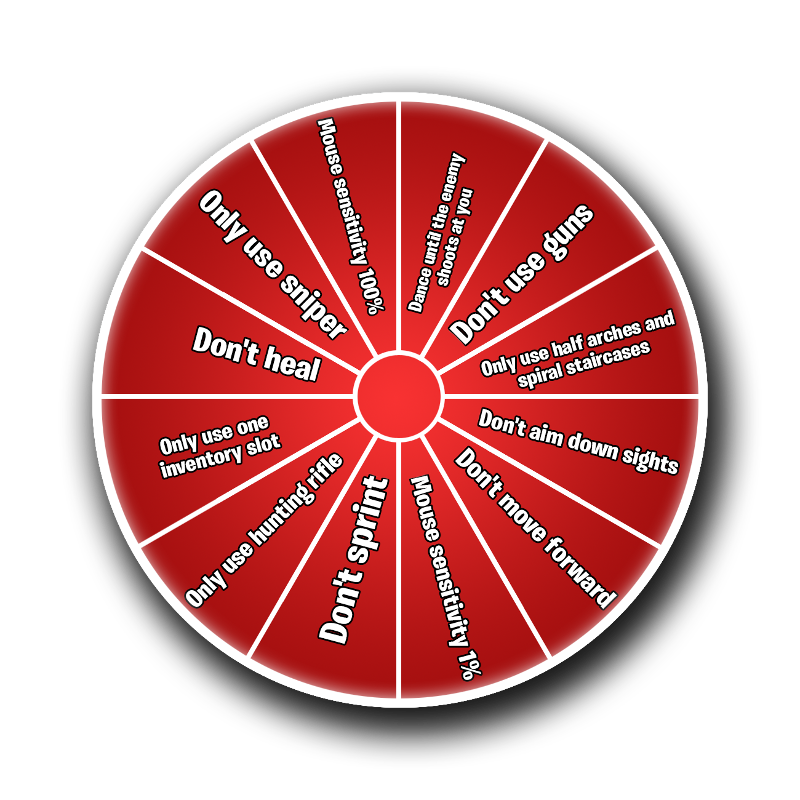 Dance until the enemy
shoots at you
Don't use guns
Only use half arches and
spiral staircases
Don't aim down sights
Don't move forward
Mouse sensitivity 1%
Don't sprint
Only use hunting rifle
Only use one
inventory slot
Don't heal
Only use sniper
Mouse sensitivity 100%